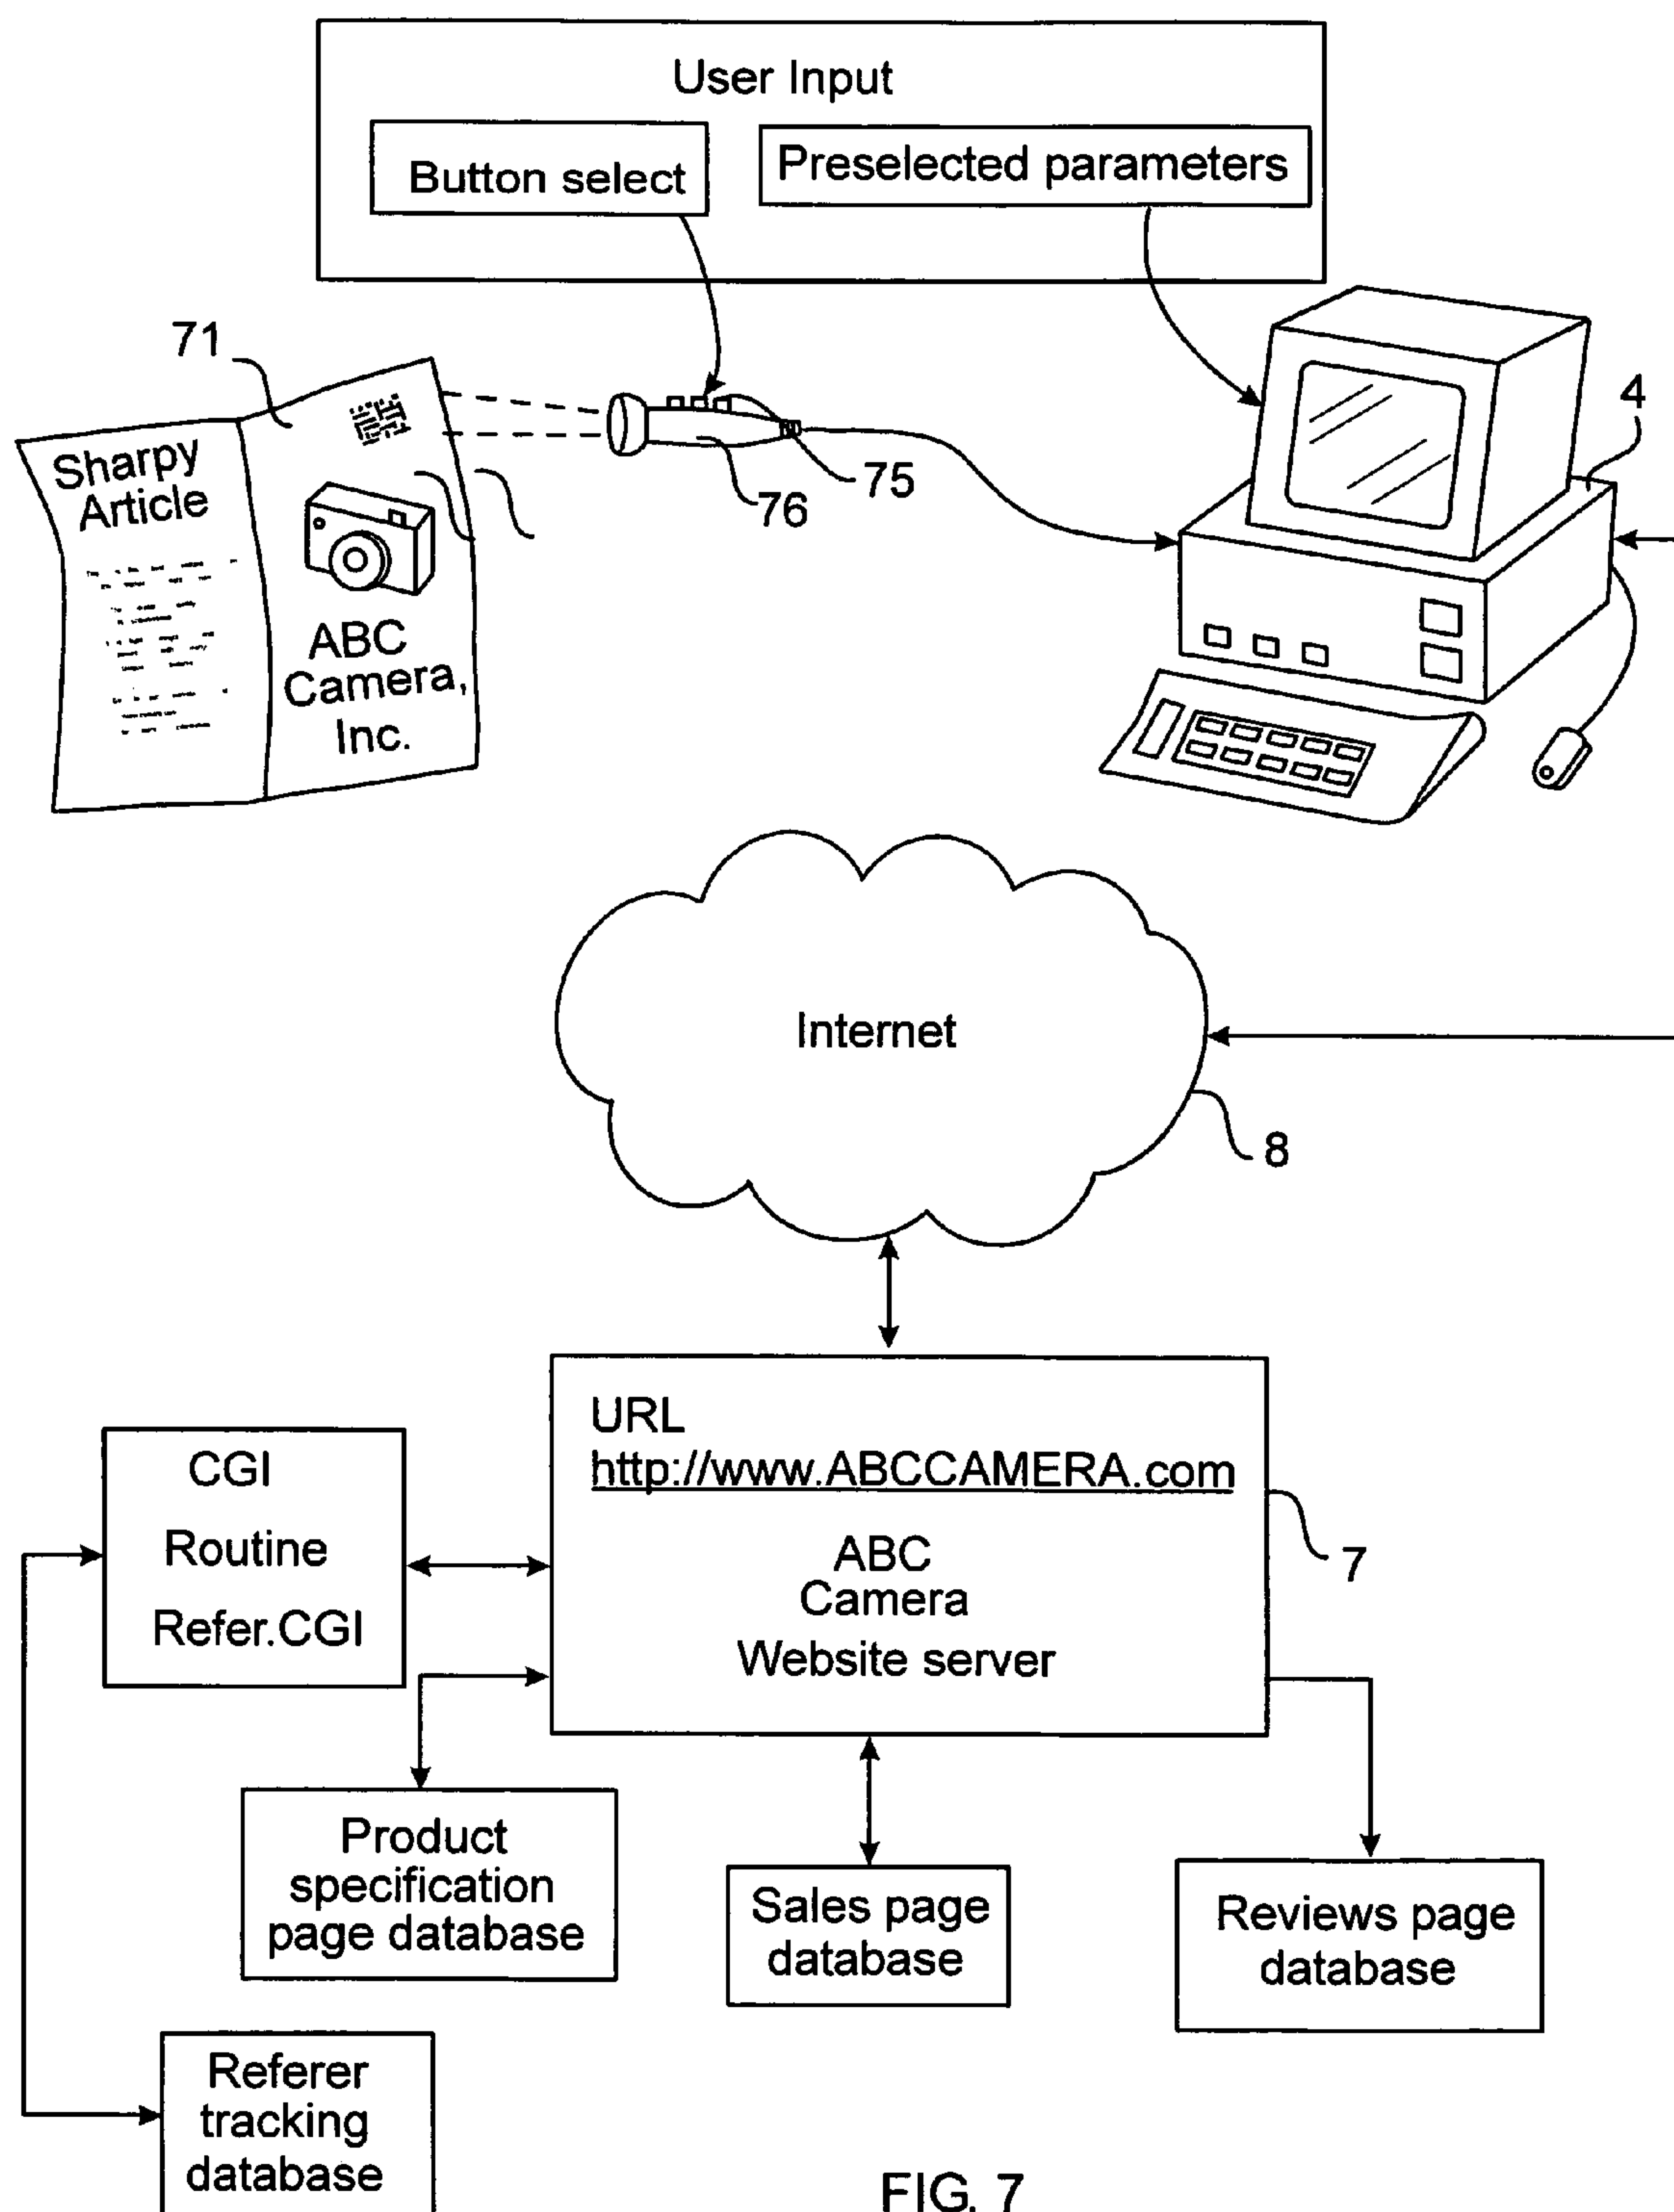 User Input
Button select
Preselected parameters
71
4
Sharpy
Article
75
76
ABC
Camera,
Inc.
Internet
8
URL
http://www.ABCCAMERA.com
CGI
Routine
Refer.CGI
ABC
Camera
Website server
7
Product
specification
page database
Sales page
database
Reviews page
database
Referer
tracking
database
FIG. 7